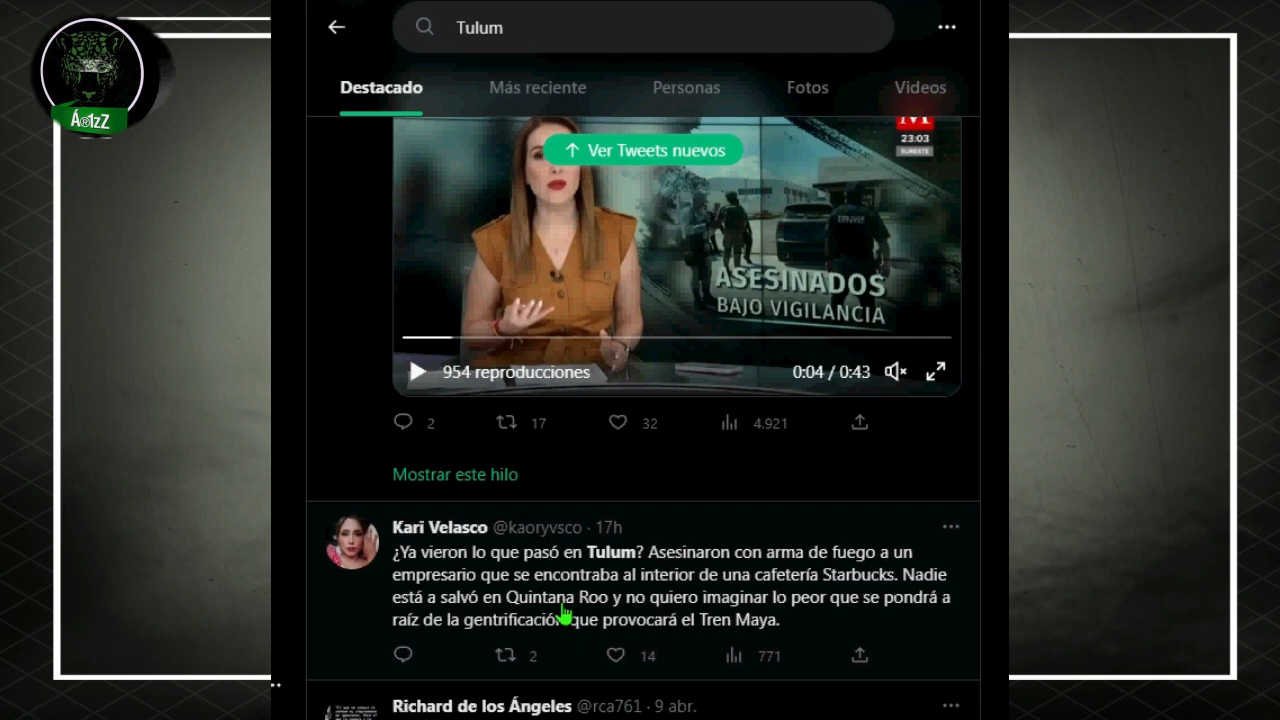 Á®1zZ
Tulum
Destacado
Más reciente
Personas
Fotos
Videos
↑ Ver Tweets nuevos
23:03
SURESTE
ASESINADOS
BAJO VIGILANCIA
954 reproducciones
0:04 / 0:43
2
17
32
4.921
Mostrar este hilo
Kari Velasco @kaoryvsco · 17h
¿Ya vieron lo que pasó en Tulum? Asesinaron con arma de fuego a un
empresario que se encontraba al interior de una cafetería Starbucks. Nadie
está a salvó en Quintana Roo y no quiero imaginar lo peor que se pondrá a
raíz de la gentrificación que provocará el Tren Maya.
2
14
771
Richard de los Ángeles @rca761 · 9 abr.